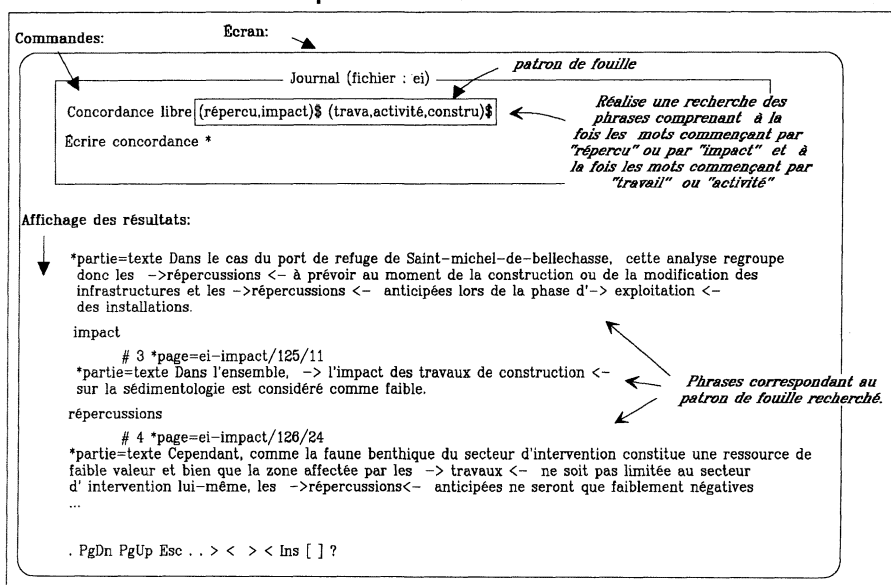 Écran:
Commandes:
patron de fouille
Journal (fichier : ei)
Concordance libre (répercu,impact)$ (trava,activité,constru)$
Écrire concordance *
Réalise une recherche des
phrases comprenant à la
fois les mots commençant par
"répercu" ou par "impact" et à
la fois les mots commençant par
"travail" ou "activité"
Affichage des résultats:
*partie=texte Dans le cas du port de refuge de Saint-michel-de-bellechasse, cette analyse regroupe
donc les ->répercussions <- à prévoir au moment de la construction ou de la modification des
infrastructures et les ->répercussions <- anticipées lors de la phase d'-> exploitation <-
des installations.
impact
# 3 *page=ei-impact/125/11
*partie=texte Dans l'ensemble, -> l'impact des travaux de construction <-
sur la sédimentologie est considéré comme faible.
Phrases correspondant au
patron de fouille recherché.
répercussions
# 4 *page=ei-impact/126/24
*partie=texte Cependant, comme la faune benthique du secteur d'intervention constitue une ressource de
faible valeur et bien que la zone affectée par les -> travaux <- ne soit pas limitée au secteur
d' intervention lui-même, les ->répercussions<- anticipées ne seront que faiblement négatives
...
. PgDn PgUp Esc . . > < > < Ins [ ] ?